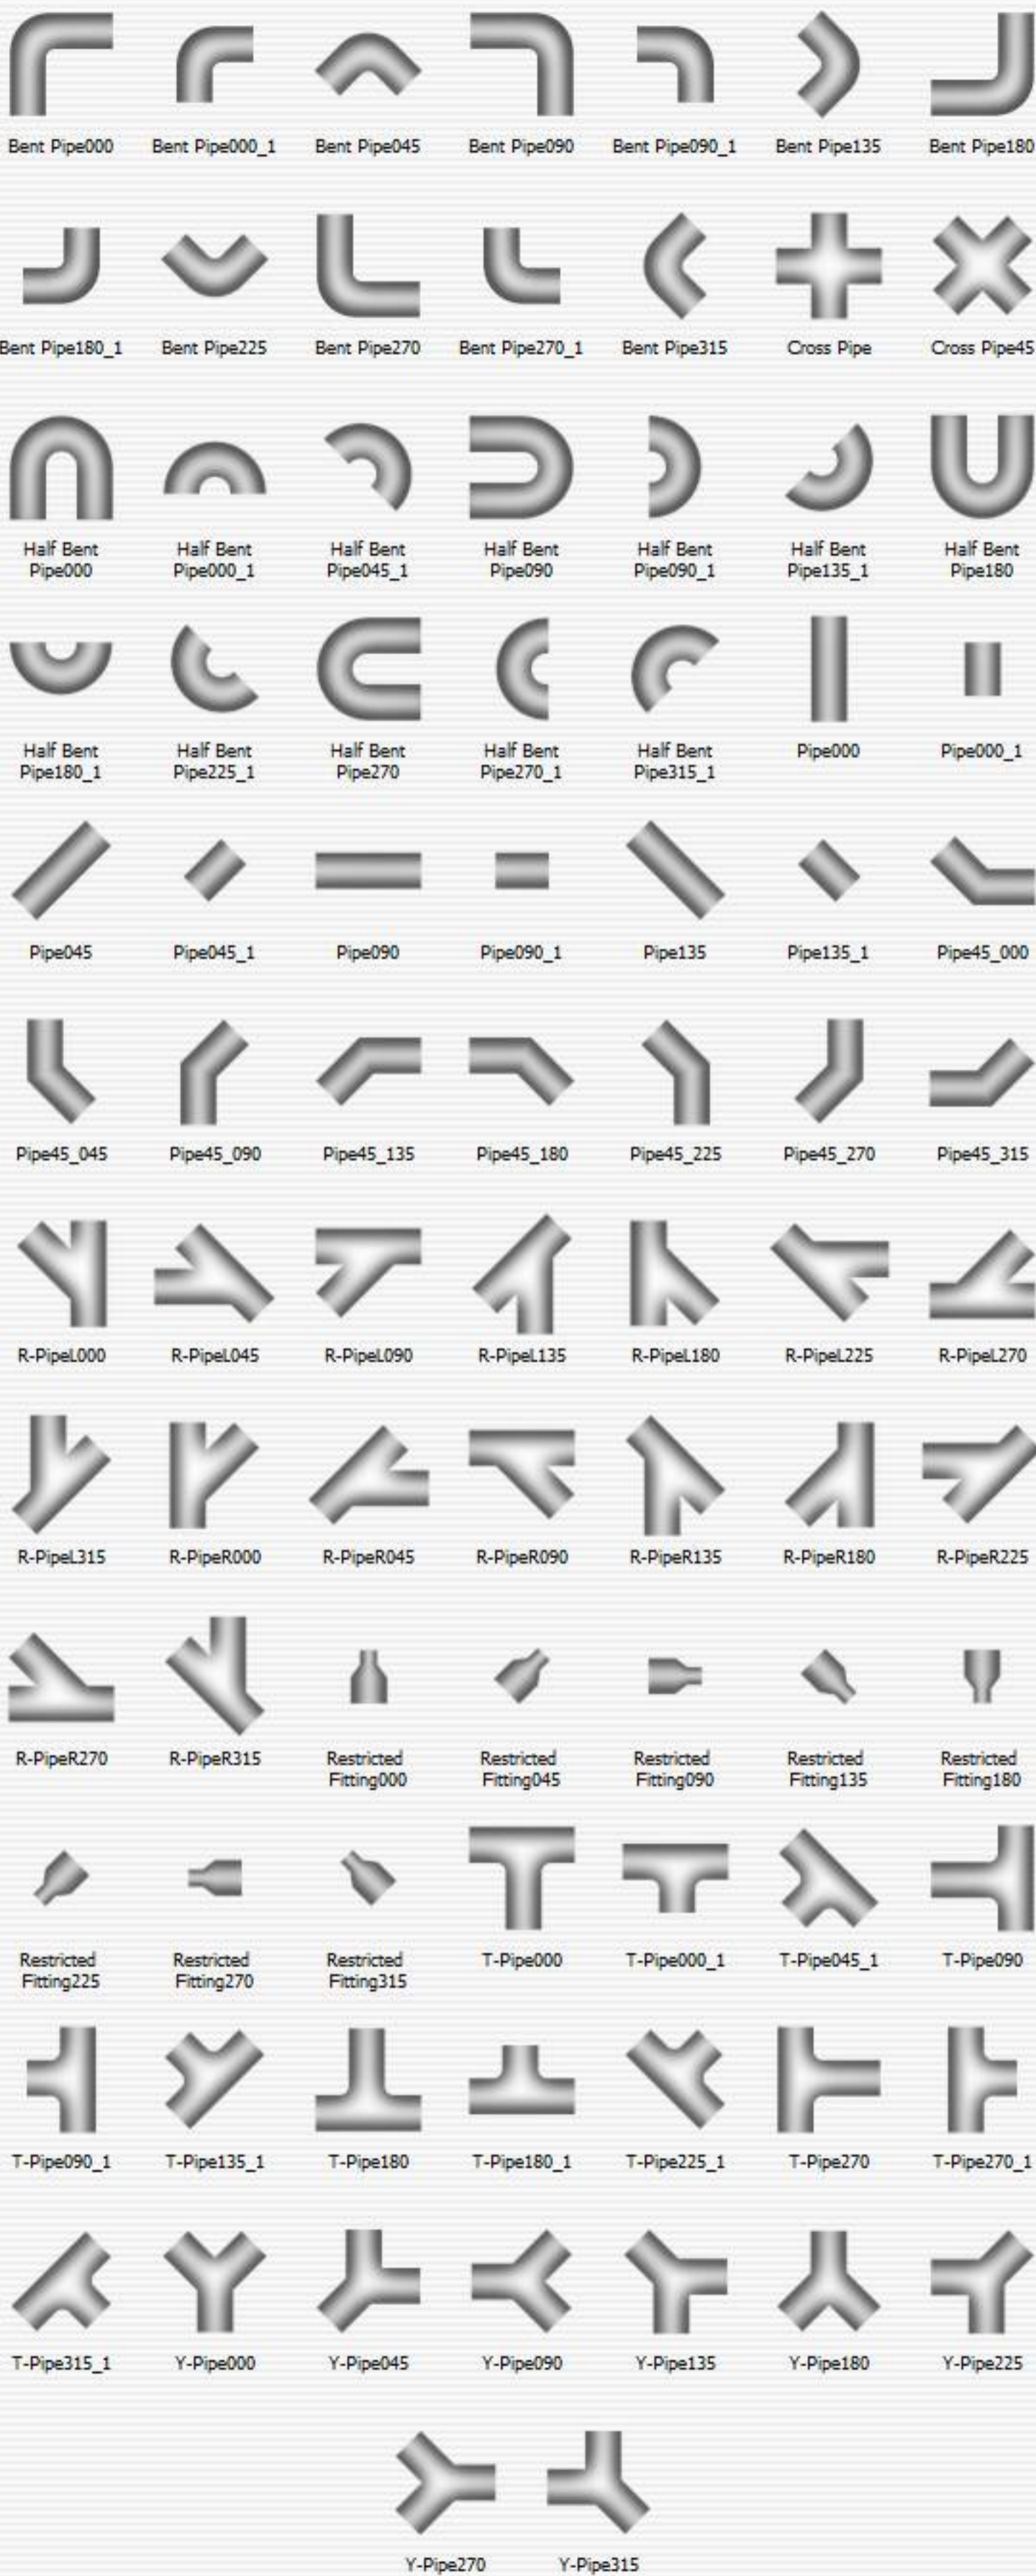 Bent Pipe000 Bent Pipe000_1 Bent Pipe045 Bent Pipe090 Bent Pipe090_1 Bent Pipe135 Bent Pipe180
Bent Pipe180_1 Bent Pipe225 Bent Pipe270 Bent Pipe270_1 Bent Pipe315 Cross Pipe Cross Pipe45
Half Bent Half Bent Half Bent Half Bent Half Bent Half Bent Half Bent
Pipe000 Pipe000_1 Pipe045_1 Pipe090 Pipe090_1 Pipe135_1 Pipe180
Half Bent Half Bent Half Bent Half Bent Half Bent Pipe000 Pipe000_1
Pipe180_1 Pipe225_1 Pipe270 Pipe270_1 Pipe315_1
Pipe045 Pipe045_1 Pipe090 Pipe090_1 Pipe135 Pipe135_1 Pipe45_000
Pipe45_045 Pipe45_090 Pipe45_135 Pipe45_180 Pipe45_225 Pipe45_270 Pipe45_315
R-PipeL000 R-PipeL045 R-PipeL090 R-PipeL135 R-PipeL180 R-PipeL225 R-PipeL270
R-PipeL315 R-PipeR000 R-PipeR045 R-PipeR090 R-PipeR135 R-PipeR180 R-PipeR225
R-PipeR270 R-PipeR315 Restricted Restricted Restricted Restricted Restricted
Fitting000 Fitting045 Fitting090 Fitting135 Fitting180
Restricted Restricted Restricted T-Pipe000 T-Pipe000_1 T-Pipe045_1 T-Pipe090
Fitting225 Fitting270 Fitting315
T-Pipe090_1 T-Pipe135_1 T-Pipe180 T-Pipe180_1 T-Pipe225_1 T-Pipe270 T-Pipe270_1
T-Pipe315_1 Y-Pipe000 Y-Pipe045 Y-Pipe090 Y-Pipe135 Y-Pipe180 Y-Pipe225
Y-Pipe270 Y-Pipe315